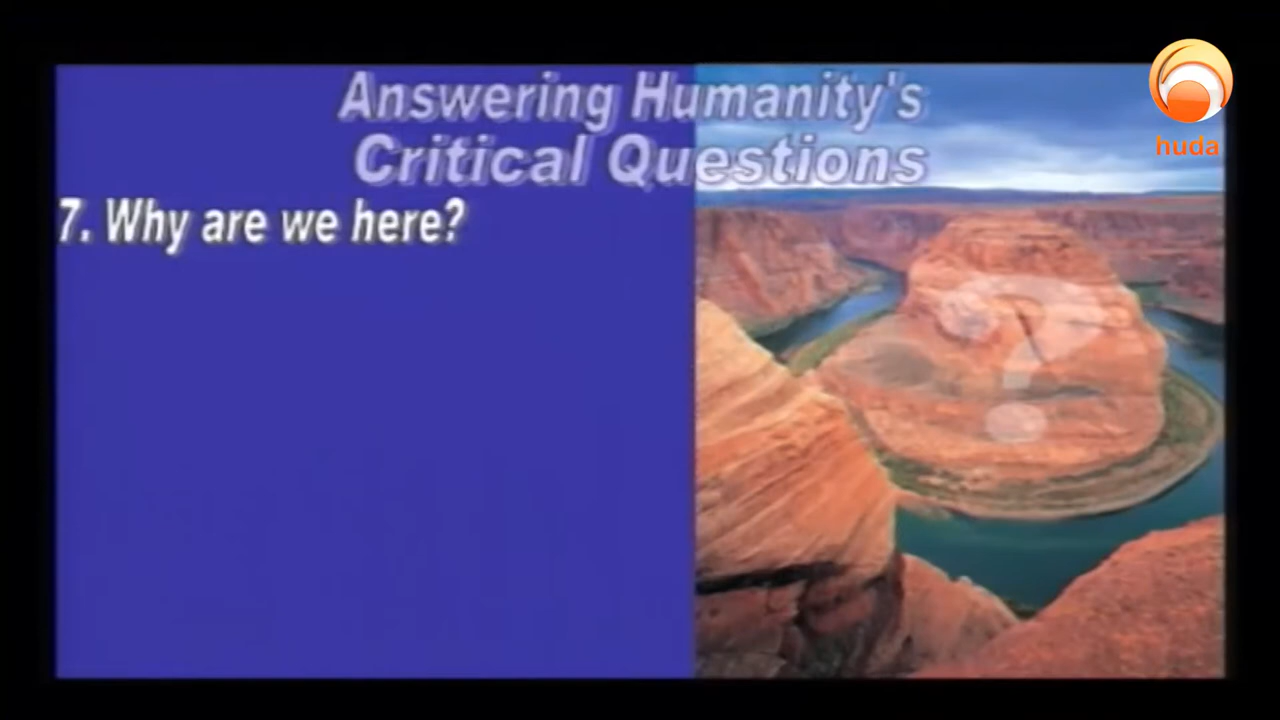 Answering Humanity's
Critical Questions
7. Why are we here?
?
huda